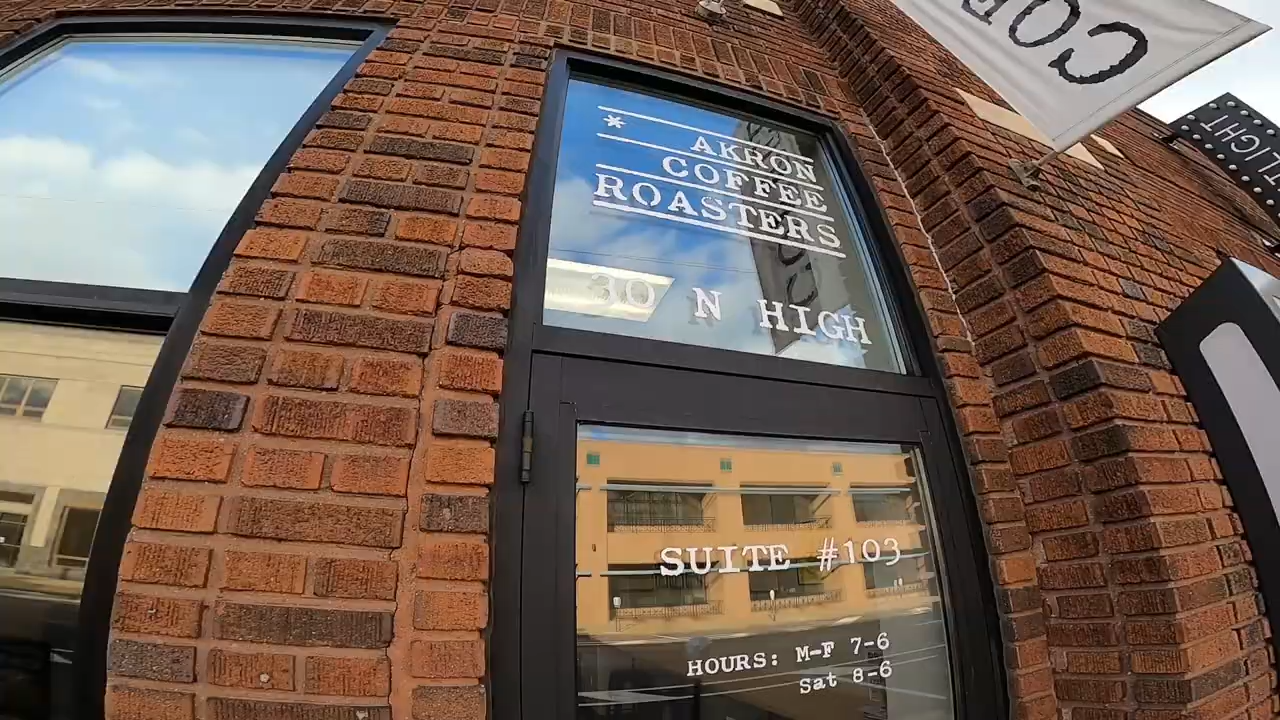 *
AKRON
COFFEE
ROASTERS
30 N HIGH
SUITE #103
HOURS: M-F 7-6
Sat 8-6